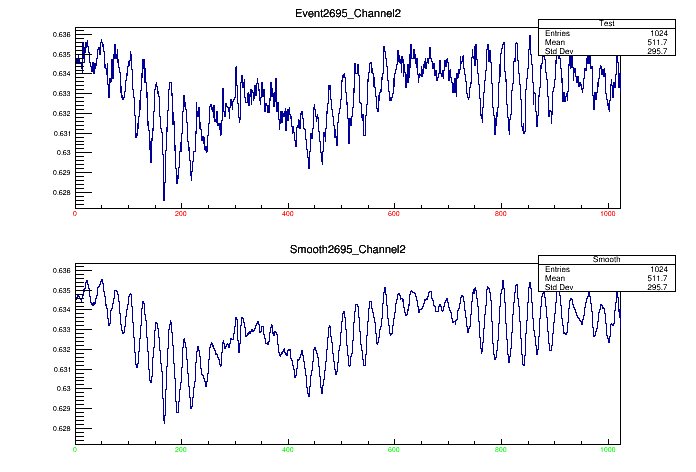 Event2695_Channel2
Test
Entries 1024
Mean 511.7
Std Dev 295.7
0.636
0.635
0.634
0.633
0.632
0.631
0.63
0.629
0.628
0 200 400 600 800 1000
Smooth2695_Channel2
Smooth
Entries 1024
Mean 511.7
Std Dev 295.7
0.636
0.635
0.634
0.633
0.632
0.631
0.63
0.629
0.628
0 200 400 600 800 1000